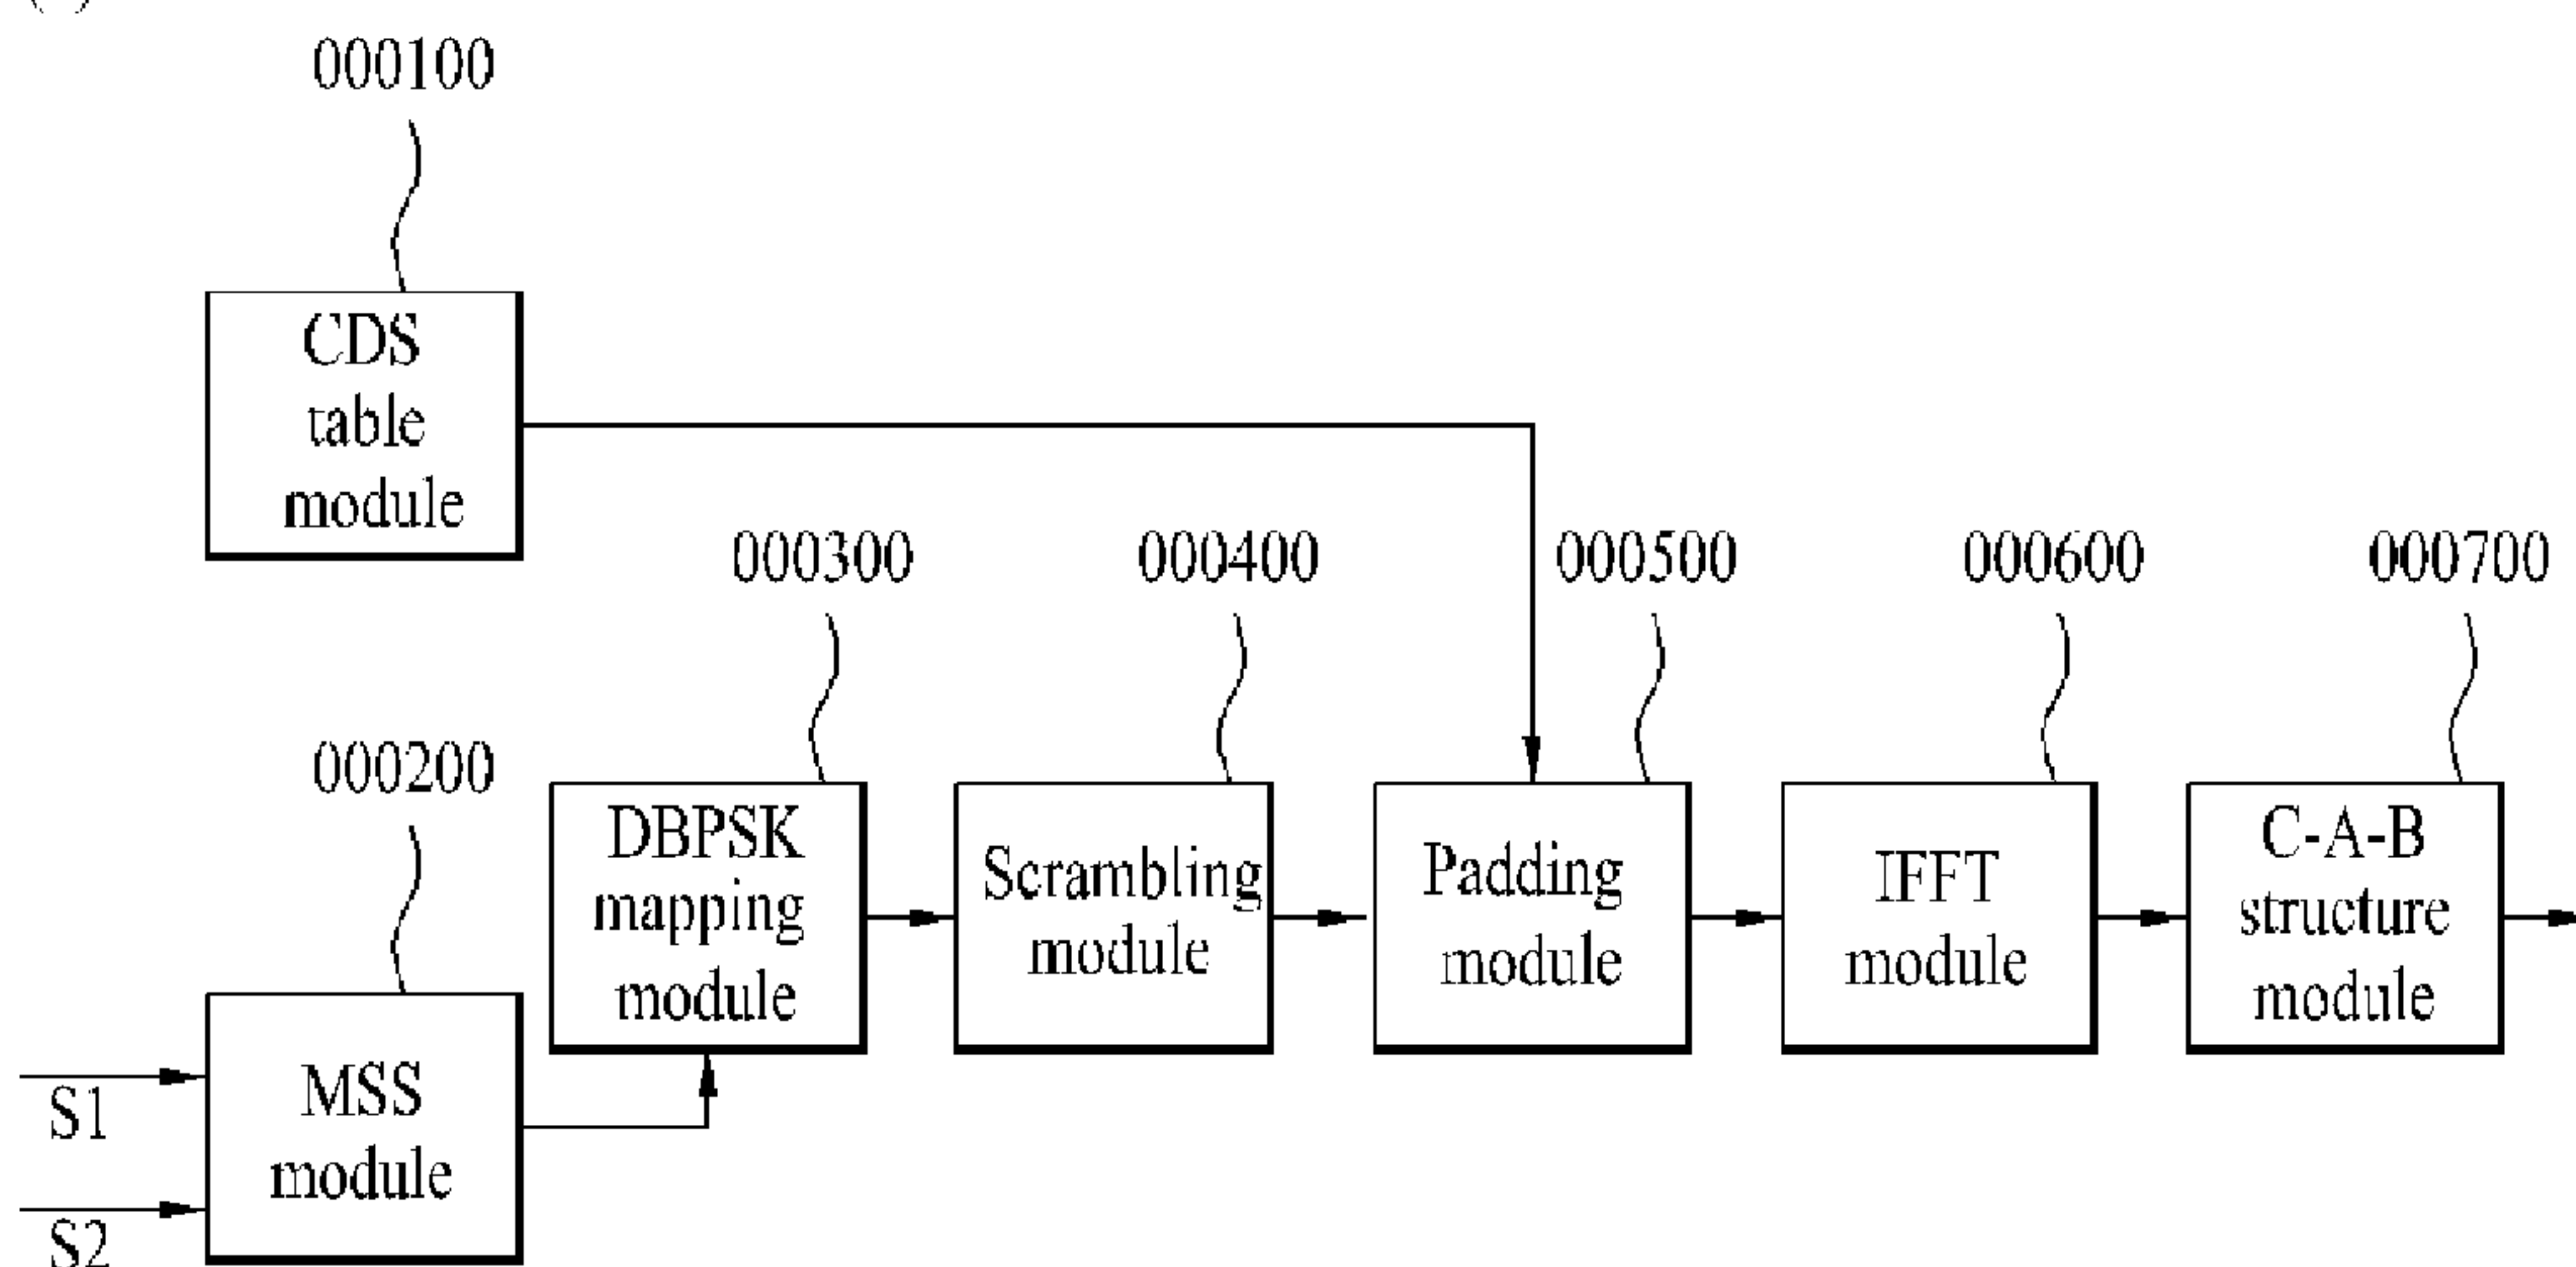 000100
CDS
table
module
000300
000400
000500
000600
000700
000200
DBPSK
mapping
module
Scrambling
module
Padding
module
IFFT
module
C-A-B
structure
module
S1
S2
MSS
module